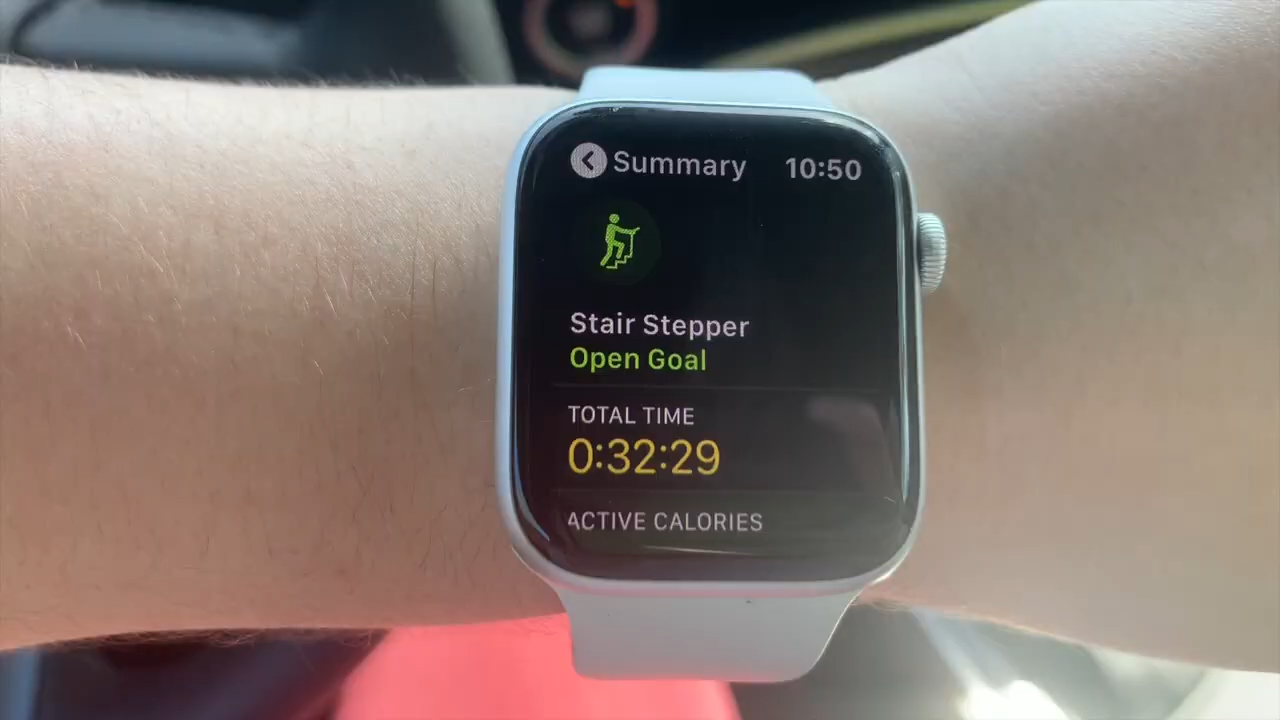 Summary 10:50
Stair Stepper
Open Goal
TOTAL TIME
0:32:29
ACTIVE CALORIES